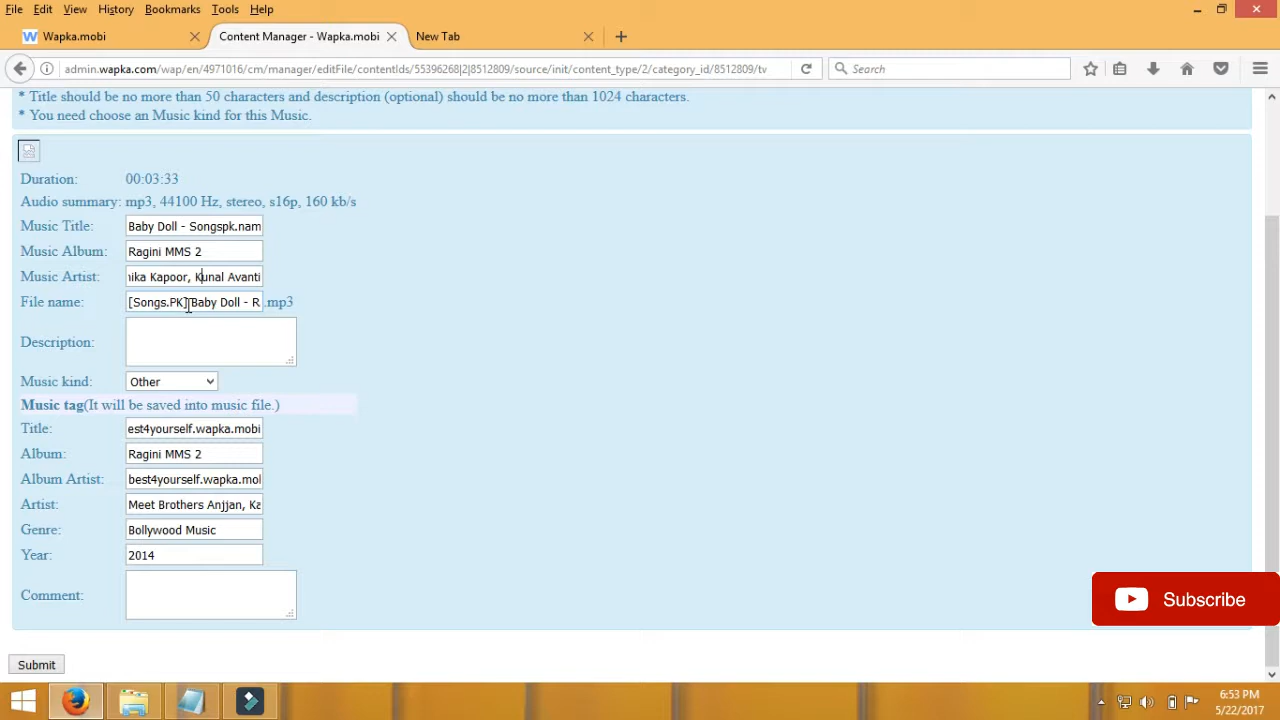 File Edit View History Bookmarks Tools Help
Wapka.mobi
Content Manager - Wapka.mobi
New Tab
admin.wapka.com/wap/en/4971016/cm/manager/editFile/contentIds/55396268|2|8512809/source/init/content_type/2/category_id/8512809/tv
Search
* Title should be no more than 50 characters and description (optional) should be no more than 1024 characters.
* You need choose an Music kind for this Music.
Duration: 00:03:33
Audio summary: mp3, 44100 Hz, stereo, s16p, 160 kb/s
Music Title: Baby Doll - Songspk.nam
Music Album: Ragini MMS 2
Music Artist: nika Kapoor, Kunal Avanti
File name: [Songs.PK] Baby Doll - R .mp3
Description:
Music kind: Other
Music tag(It will be saved into music file.)
Title: est4yourself.wapka.mobi
Album: Ragini MMS 2
Album Artist: best4yourself.wapka.mol
Artist: Meet Brothers Anjjan, Ka
Genre: Bollywood Music
Year: 2014
Comment:
Subscribe
Submit
6:53 PM
5/22/2017